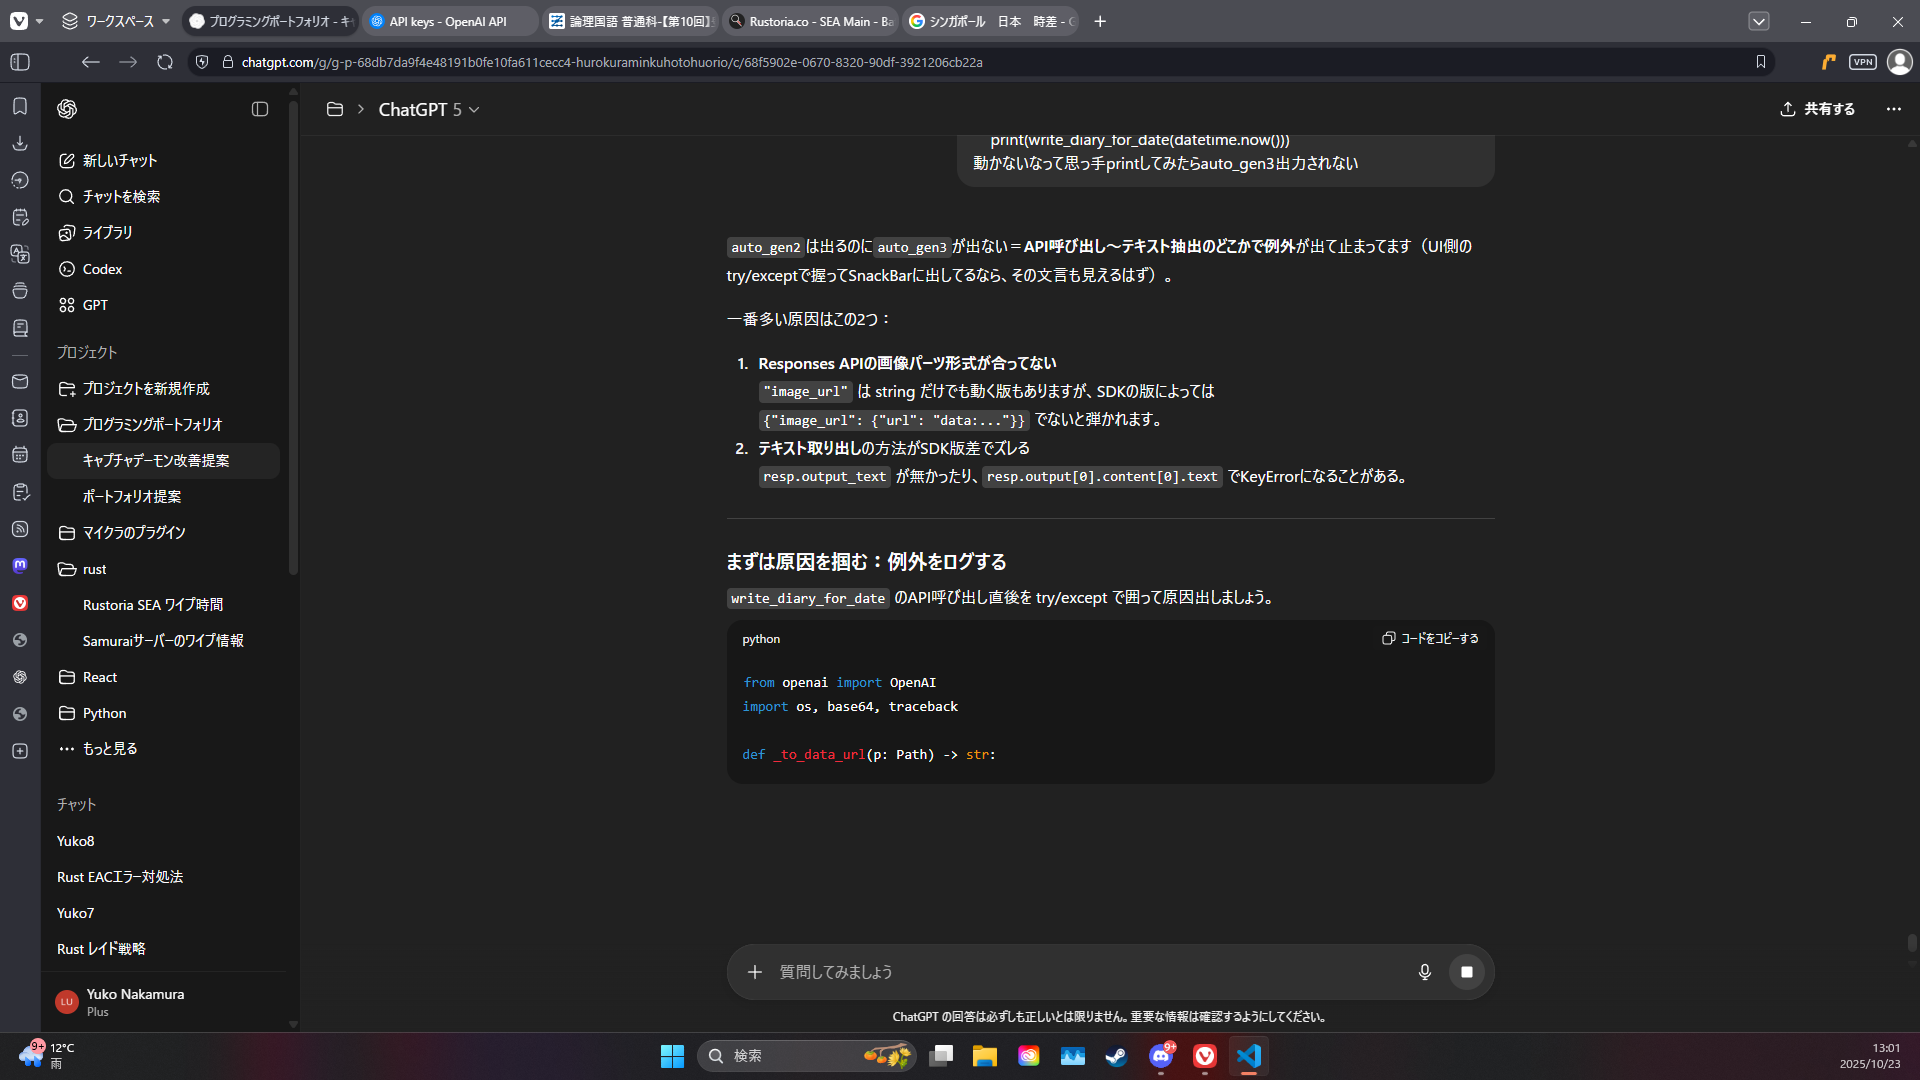 ワークスペース
プログラミングポートフォリオ - キ
API keys - OpenAI API
論理国語 普通科-【第10回】
Rustoria.co - SEA Main - Ba
シンガポール　日本　時差 - G
chatgpt.com/g/g-p-68db7da9f4e48191b0fe10fa611cecc4-hurokuraminkuhotohuorio/c/68f5902e-0670-8320-90df-3921206cb22a
VPN
ChatGPT 5
共有する
新しいチャット
チャットを検索
ライブラリ
Codex
GPT
プロジェクト
プロジェクトを新規作成
プログラミングポートフォリオ
キャプチャデーモン改善提案
ポートフォリオ提案
マイクラのプラグイン
rust
Rustoria SEA ワイプ時間
Samuraiサーバーのワイプ情報
React
Python
もっと見る
チャット
Yuko8
Rust EACエラー対処法
Yuko7
Rust レイド戦略
LU
Yuko Nakamura
Plus
print(write_diary_for_date(datetime.now()))
動かないなって思っ手printしてみたらauto_gen3出力されない
auto_gen2 は出るのに auto_gen3 が出ない＝API呼び出し〜テキスト抽出のどこかで例外が出て止まってます（UI側の
try/exceptで握ってSnackBarに出してるなら、その文言も見えるはず）。
一番多い原因はこの2つ：
1. Responses APIの画像パーツ形式が合ってない
"image_url" は string だけでも動く版もありますが、SDKの版によっては
{"image_url": {"url": "data:..."}} でないと弾かれます。
2. テキスト取り出しの方法がSDK版差でズレる
resp.output_text が無かったり、resp.output[0].content[0].text でKeyErrorになることがある。
まずは原因を掴む：例外をログする
write_diary_for_date のAPI呼び出し直後を try/except で囲って原因出しましょう。
python
コードをコピーする
from openai import OpenAI
import os, base64, traceback
def _to_data_url(p: Path) -> str:
質問してみましょう
ChatGPT の回答は必ずしも正しいとは限りません。重要な情報は確認するようにしてください。
9+
12°C
雨
検索
9+
13:01
2025/10/23